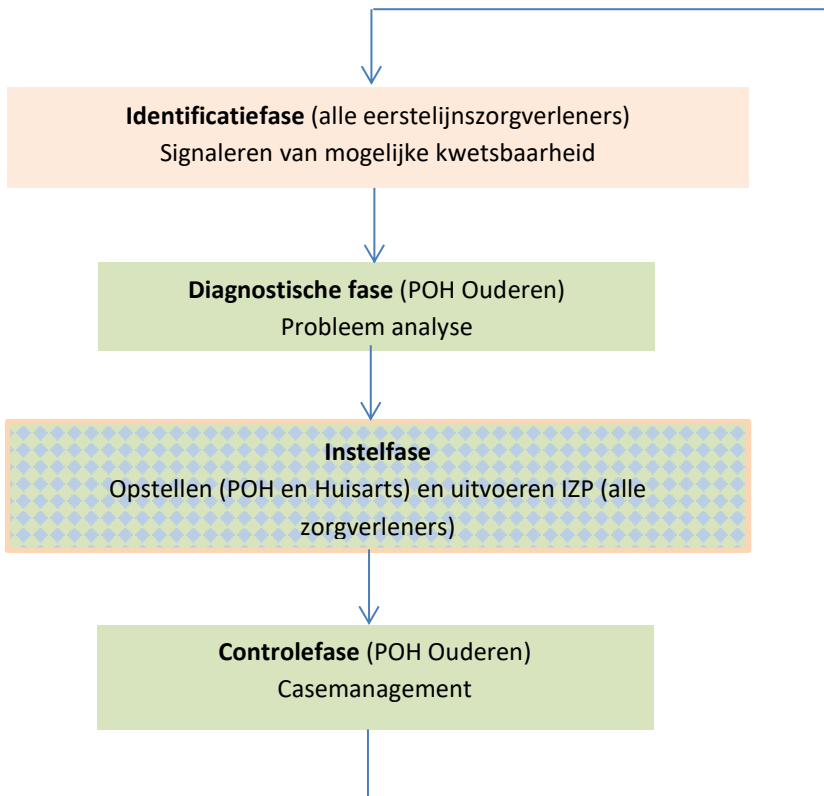 Identificatiefase (alle eerstelijnszorgverleners)
Signaleren van mogelijke kwetsbaarheid
Diagnostische fase (POH Ouderen)
Probleem analyse
Instelfase
Opstellen (POH en Huisarts) en uitvoeren IZP (alle
zorgverleners)
Controlefase (POH Ouderen)
Casemanagement